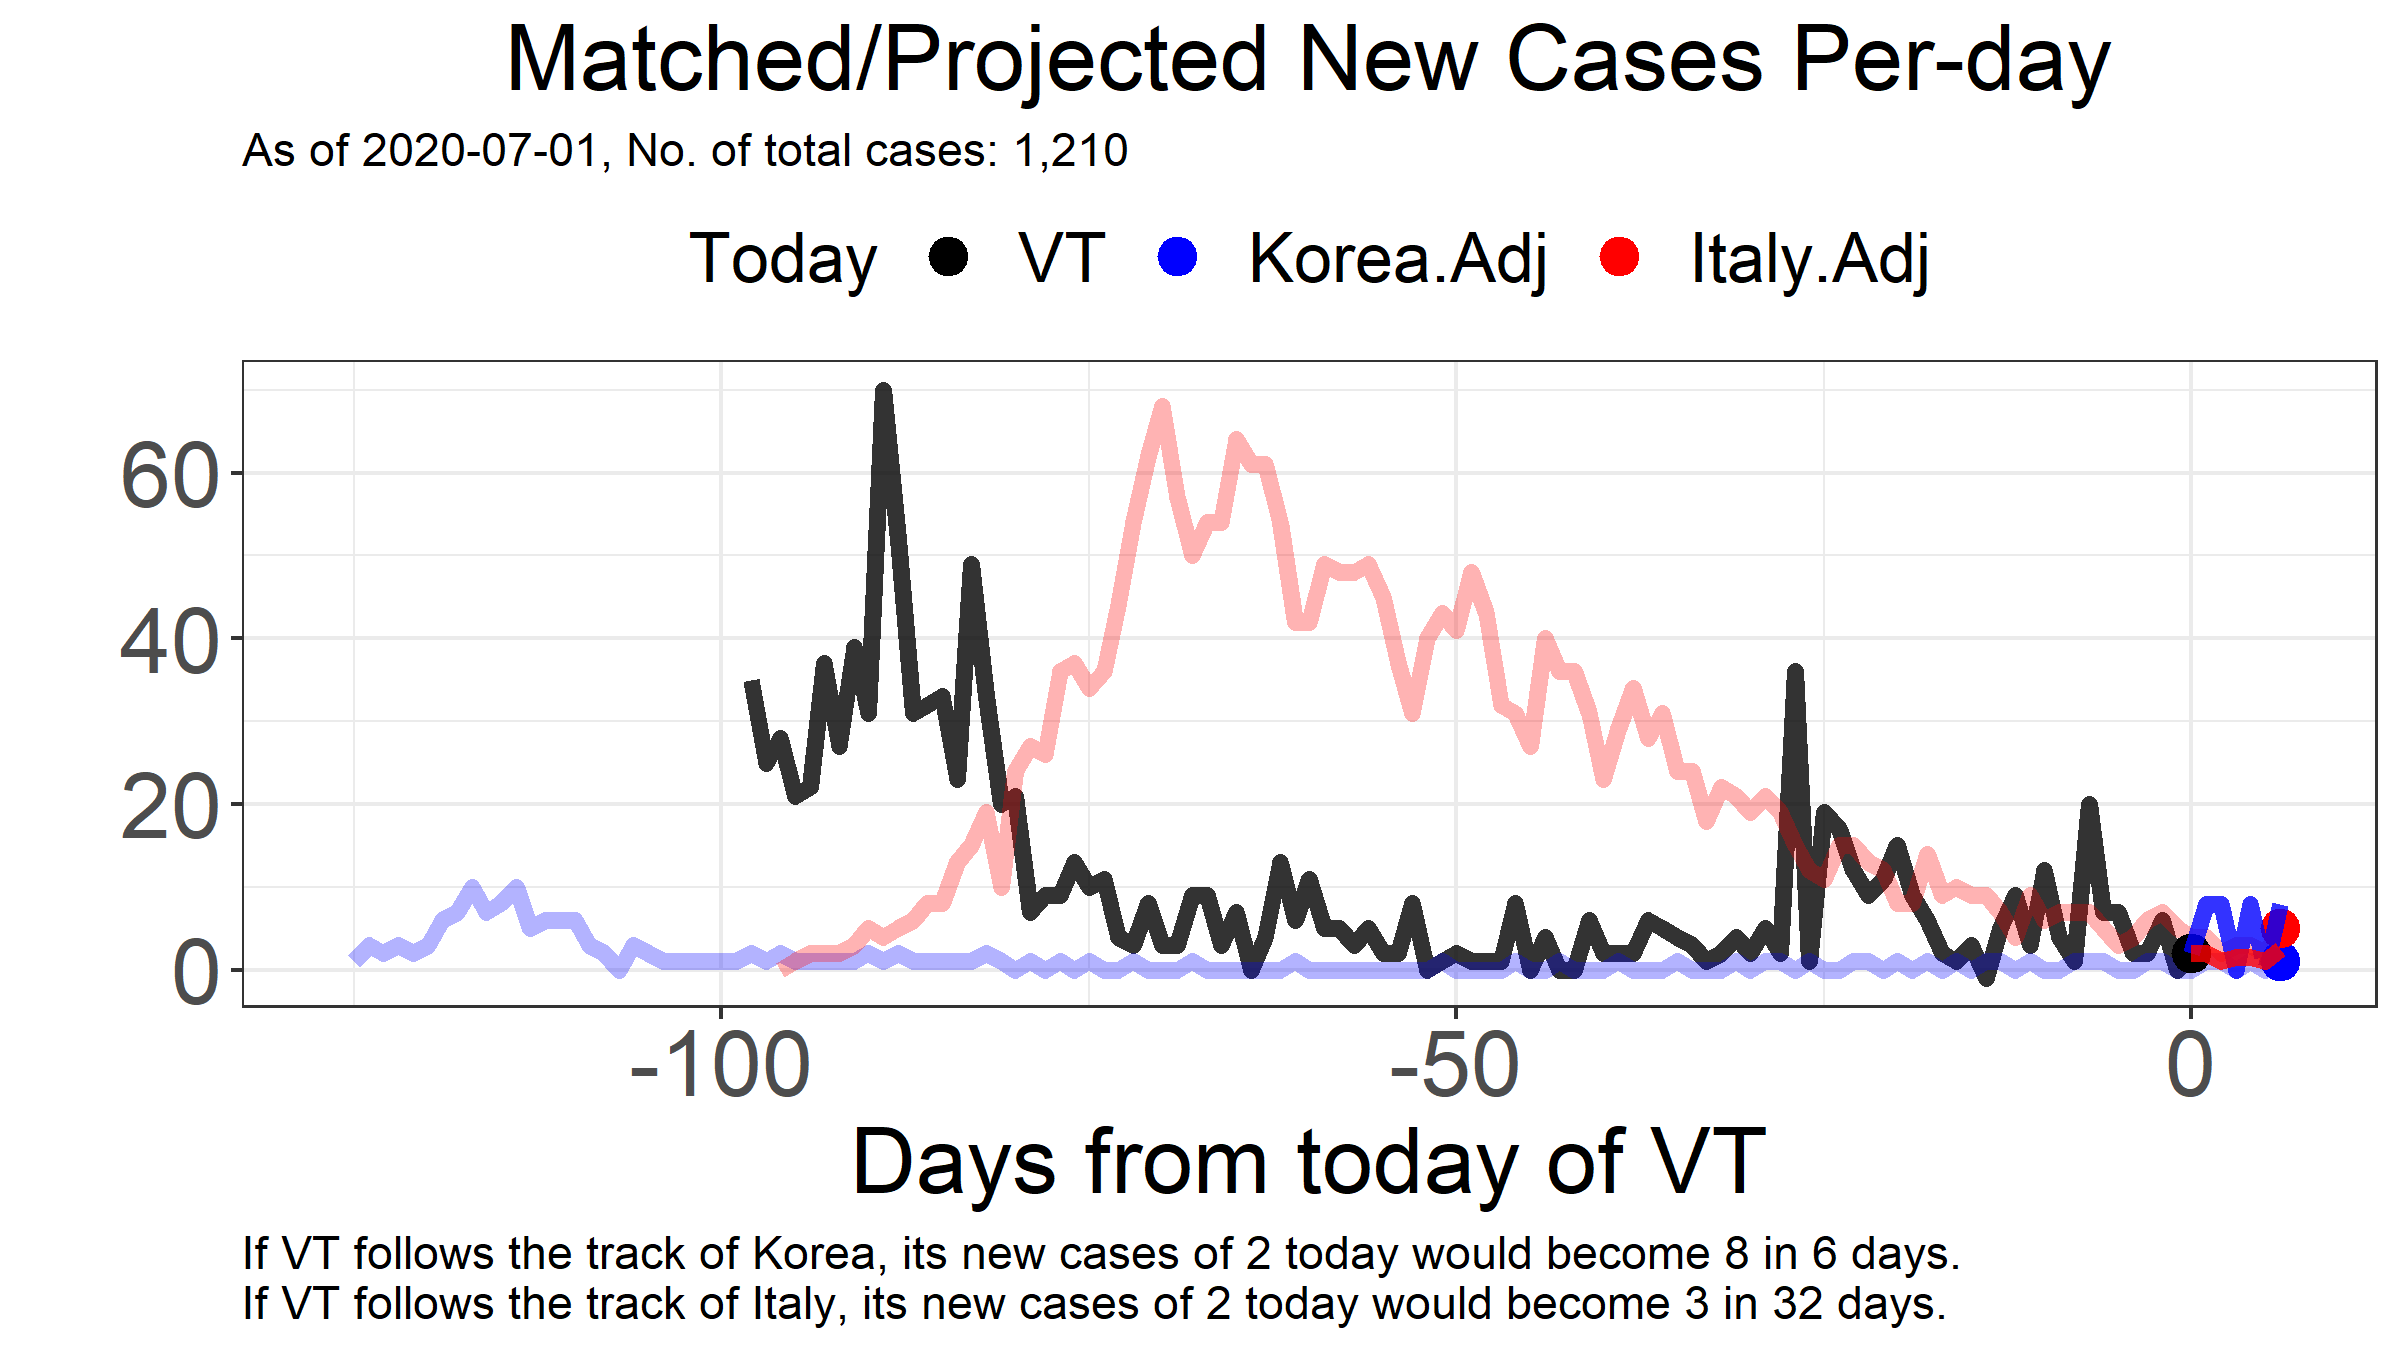 Matched/Projected New Cases Per-day
As of 2020-07-01, No. of total cases: 1,210
Today VT Korea.Adj Italy.Adj
60
40
20
0
-100 -50 0
Days from today of VT
If VT follows the track of Korea, its new cases of 2 today would become 8 in 6 days.
If VT follows the track of Italy, its new cases of 2 today would become 3 in 32 days.